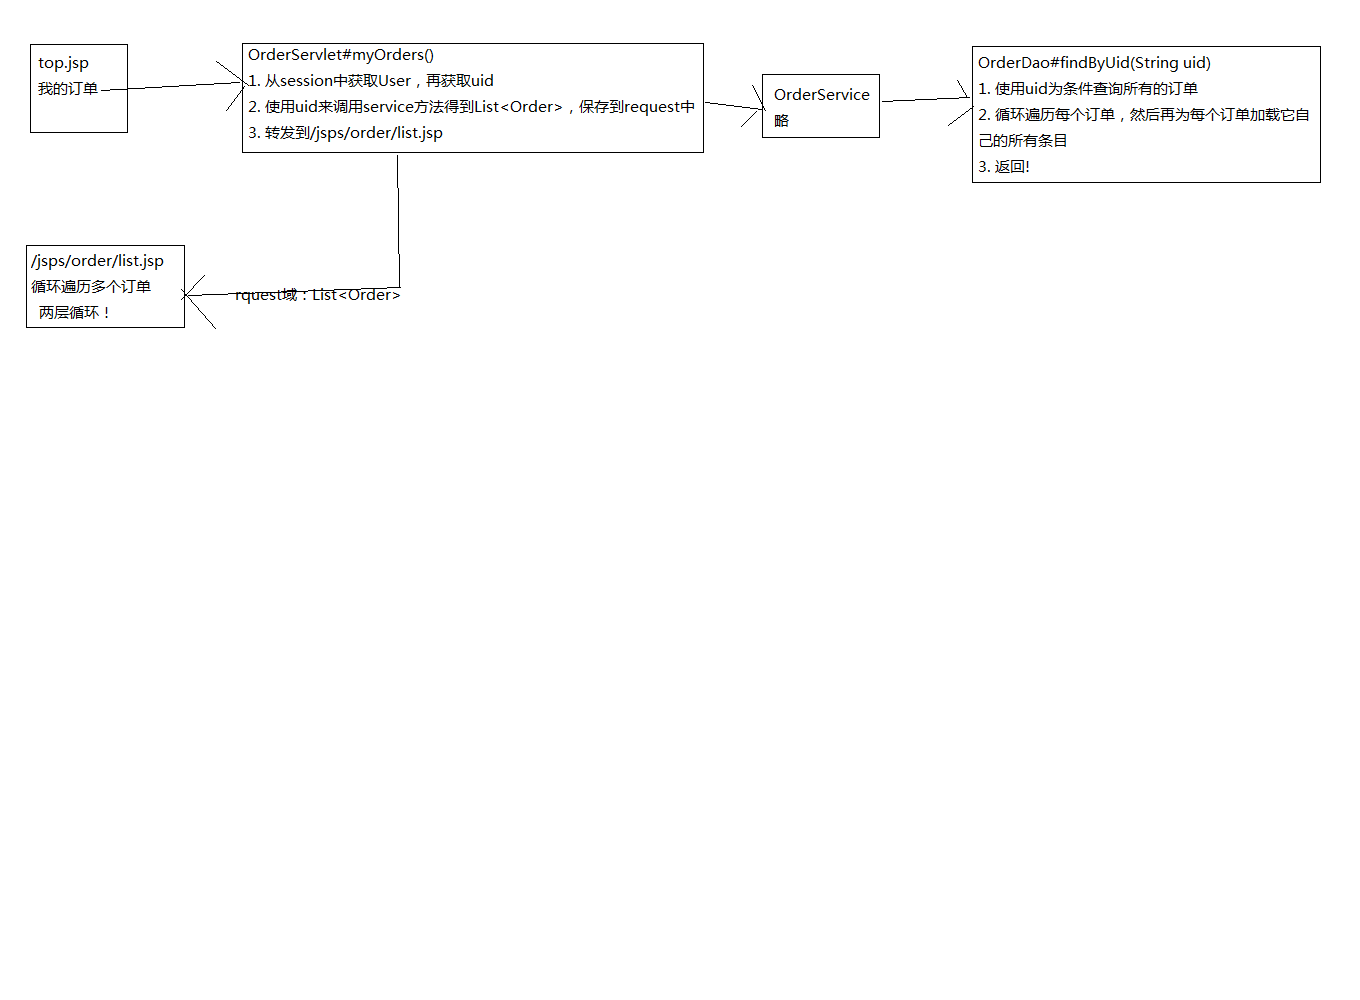 top.jsp
我的订单
OrderServlet#myOrders()
1. 从session中获取User，再获取uid
2. 使用uid来调用service方法得到List<Order>，保存到request中
3. 转发到/jsps/order/list.jsp
OrderService
略
OrderDao#findByUid(String uid)
1. 使用uid为条件查询所有的订单
2. 循环遍历每个订单，然后再为每个订单加载它自
己的所有条目
3. 返回!
/jsps/order/list.jsp
循环遍历多个订单
两层循环！
rquest域：List<Order>